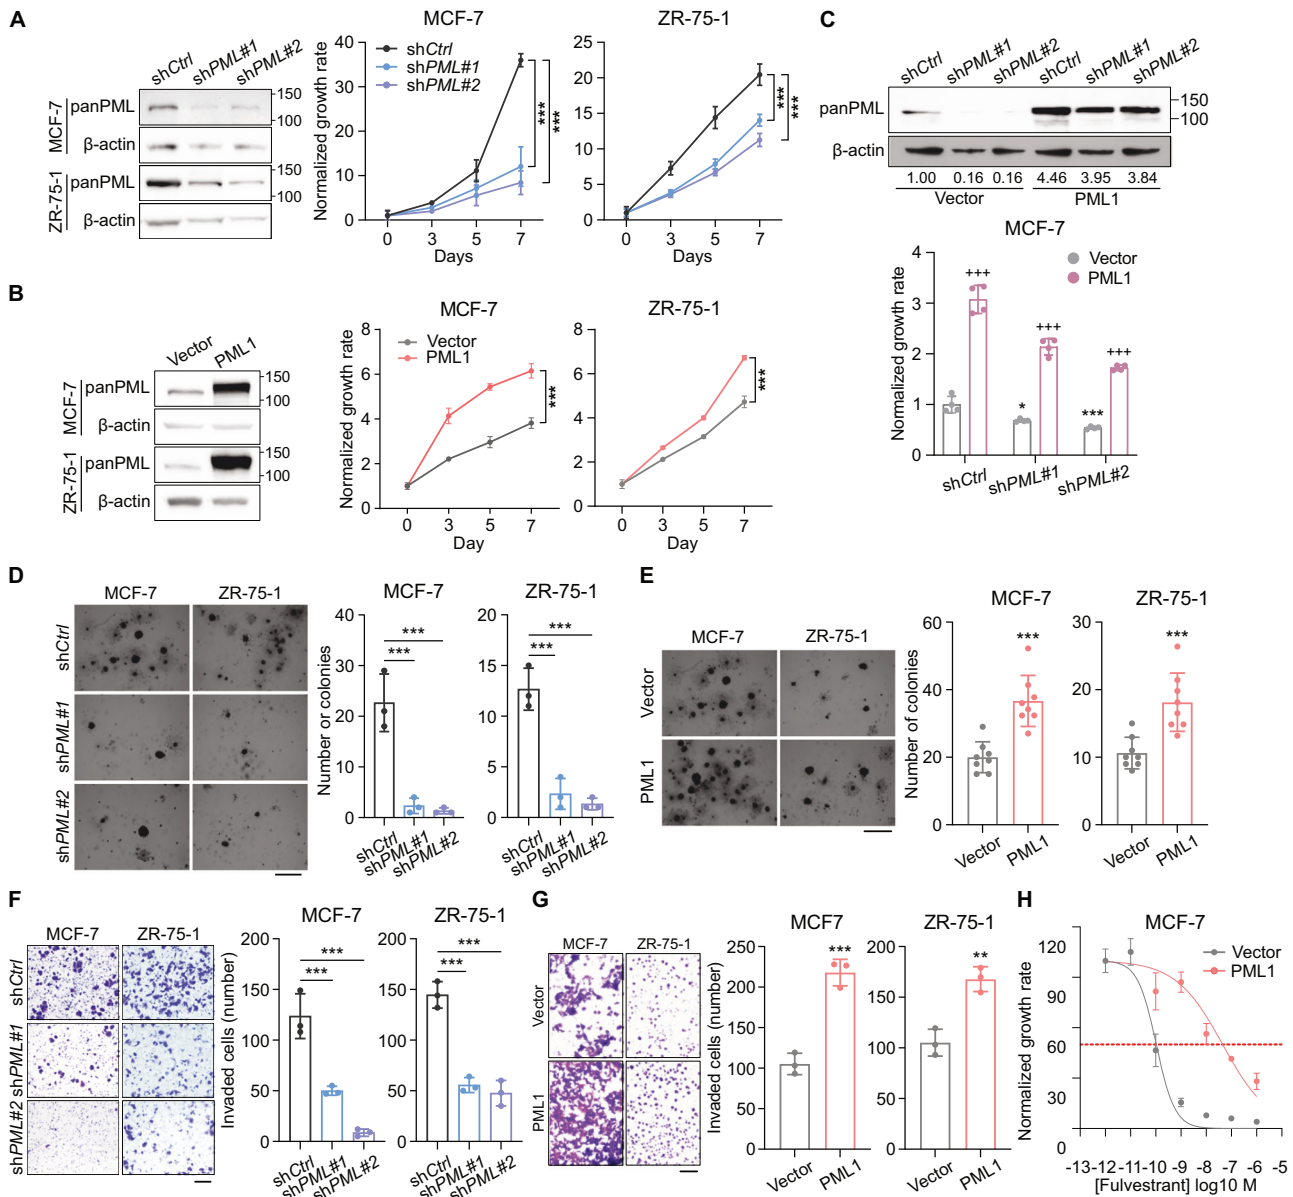 A
shCtrl
shPML#1
shPML#2
MCF-7
panPML
150
100
β-actin
ZR-75-1
panPML
150
100
β-actin
MCF-7
Normalized growth rate
40
30
20
10
0
shCtrl
shPML#1
shPML#2
***
***
0 3 5 7
Days
ZR-75-1
25
20
15
10
5
0
***
***
0 3 5 7
Days
C
shCtrl
shPML#1
shPML#2
shCtrl
shPML#1
shPML#2
panPML
150
100
β-actin
1.00 0.16 0.16 4.46 3.95 3.84
Vector PML1
MCF-7
Normalized growth rate
4
3
2
1
0
Vector
PML1
+++
+++
+++
*
***
shCtrl
shPML#1
shPML#2
B
Vector
PML1
MCF-7
panPML
150
100
β-actin
ZR-75-1
panPML
150
100
β-actin
MCF-7
Normalized growth rate
8
6
4
2
0
Vector
PML1
***
0 3 5 7
Day
ZR-75-1
8
6
4
2
0
***
0 3 5 7
Day
D
MCF-7 ZR-75-1
shCtrl
shPML#1
shPML#2
MCF-7
Number or colonies
40
30
20
10
0
***
***
shCtrl
shPML#1
shPML#2
ZR-75-1
20
15
10
5
0
***
***
shCtrl
shPML#1
shPML#2
E
MCF-7 ZR-75-1
Vector
PML1
MCF-7
Number of colonies
60
40
20
0
***
Vector
PML1
ZR-75-1
30
20
10
0
***
Vector
PML1
F
MCF-7 ZR-75-1
shCtrl
shPML#1
shPML#2
MCF-7
Invaded cells (number)
200
150
100
50
0
***
***
shCtrl
shPML#1
shPML#2
ZR-75-1
200
150
100
50
0
***
***
shCtrl
shPML#1
shPML#2
G
MCF-7 ZR-75-1
Vector
PML1
MCF7
Invaded cells (number)
250
200
150
100
50
0
***
Vector
PML1
ZR-75-1
200
150
100
50
0
**
Vector
PML1
H
MCF-7
Normalized growth rate
120
90
60
30
0
Vector
PML1
-13 -12 -11 -10 -9 -8 -7 -6 -5
[Fulvestrant] log10 M